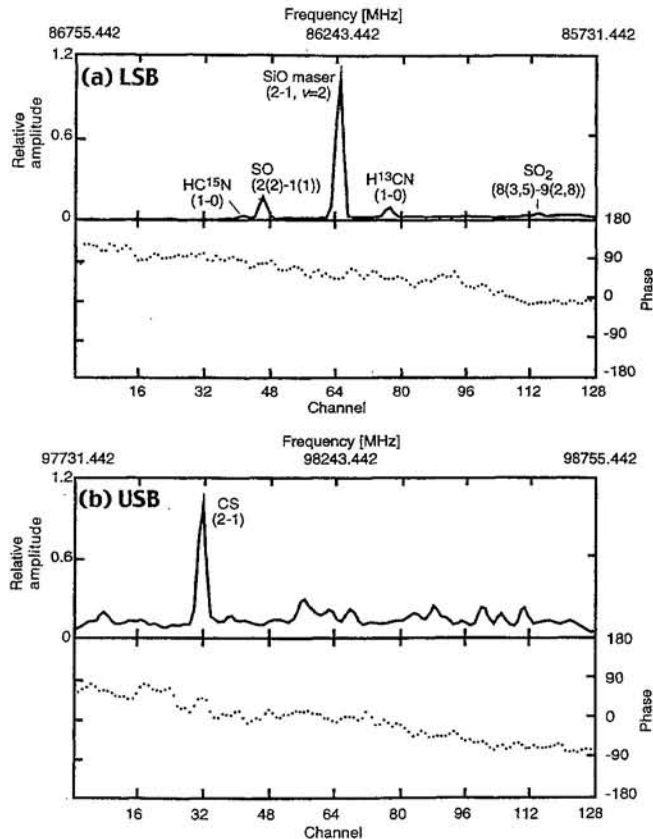 Frequency [MHz]
86755.442 86243.442 85731.442
1.2
(a) LSB
SiO maser
(2-1, v=2)
Relative
amplitude
0.6
HC¹⁵N
(1-0)
SO
(2(2)-1(1))
H¹³CN
(1-0)
SO₂
(8(3,5)-9(2,8))
0
180
90
0
-90
-180
Phase
16 32 48 64 80 96 112 128
Channel
Frequency [MHz]
97731.442 98243.442 98755.442
1.2
(b) USB
CS
(2-1)
Relative
amplitude
0.6
0
180
90
0
-90
-180
Phase
16 32 48 64 80 96 112 128
Channel